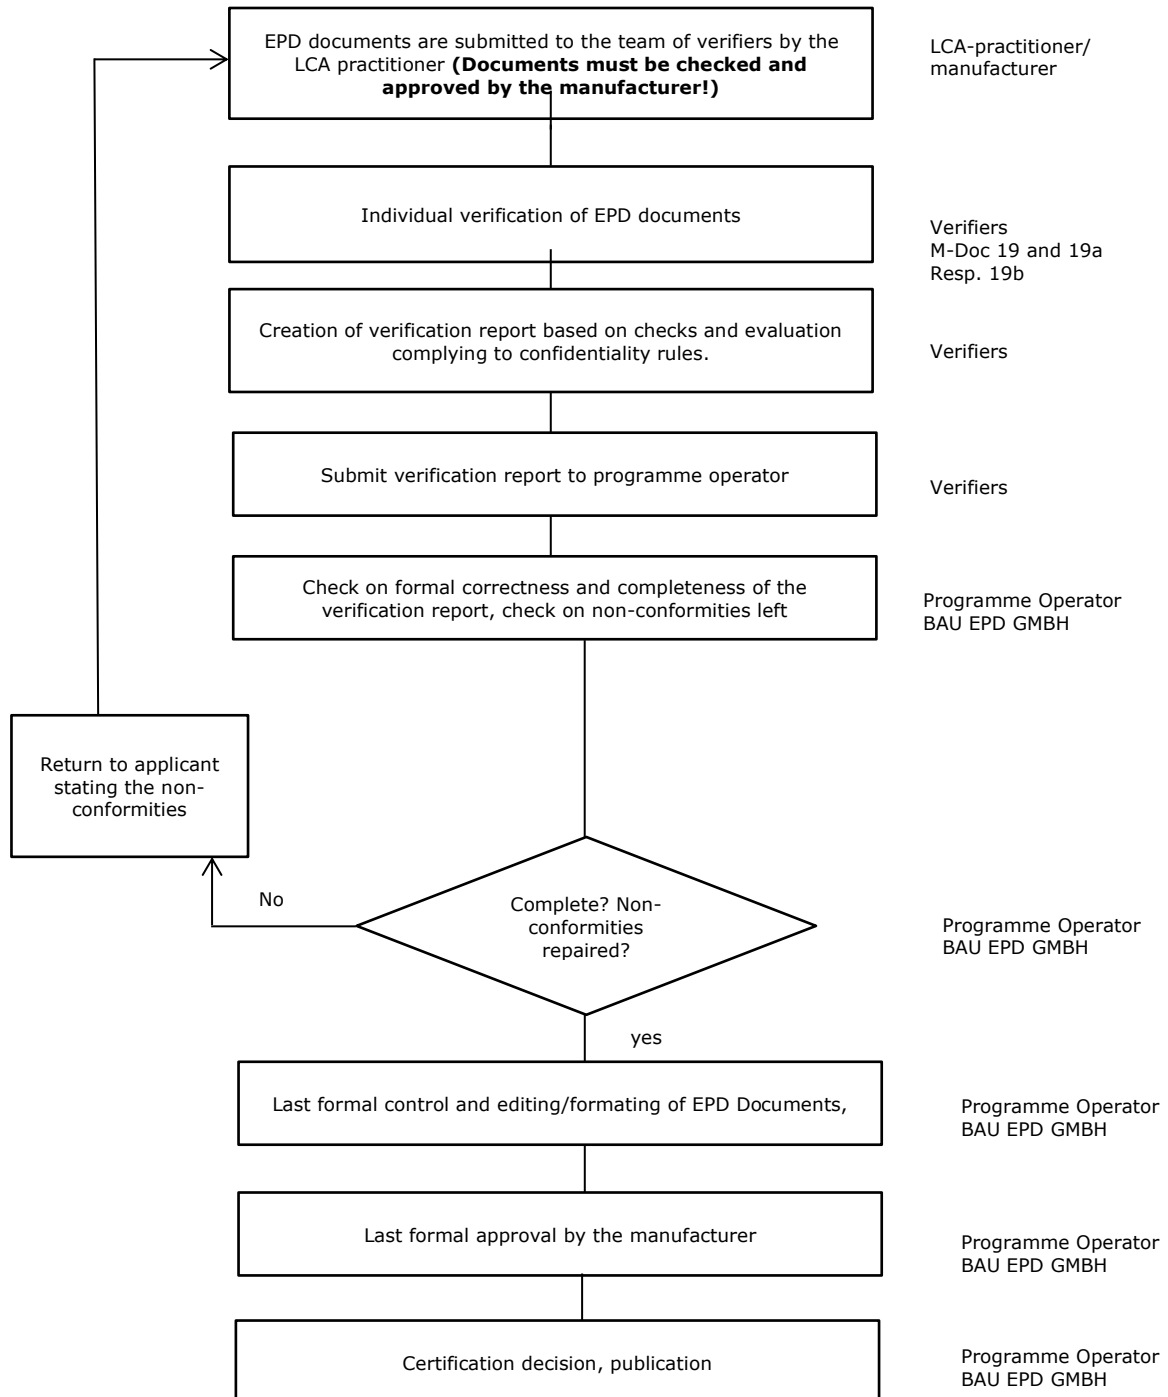 EPD documents are submitted to the team of verifiers by the
LCA practitioner (Documents must be checked and
approved by the manufacturer!)
LCA-practitioner/
manufacturer
Individual verification of EPD documents
Verifiers
M-Doc 19 and 19a
Resp. 19b
Creation of verification report based on checks and evaluation
complying to confidentiality rules.
Verifiers
Submit verification report to programme operator
Verifiers
Check on formal correctness and completeness of the
verification report, check on non-conformities left
Programme Operator
BAU EPD GMBH
Return to applicant
stating the non-
conformities
No
Complete? Non-
conformities
repaired?
Programme Operator
BAU EPD GMBH
yes
Last formal control and editing/formating of EPD Documents,
Programme Operator
BAU EPD GMBH
Last formal approval by the manufacturer
Programme Operator
BAU EPD GMBH
Certification decision, publication
Programme Operator
BAU EPD GMBH